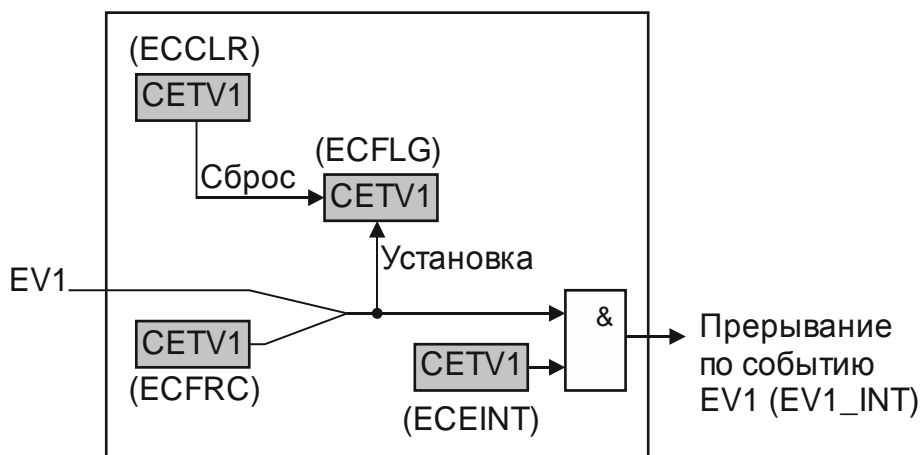 (ECCLR)
CETV1
(ECFLG)
Сброс
CETV1
Установка
EV1
&
CETV1
(ECFRC)
CETV1
(ECEINT)
Прерывание
по событию
EV1 (EV1_INT)